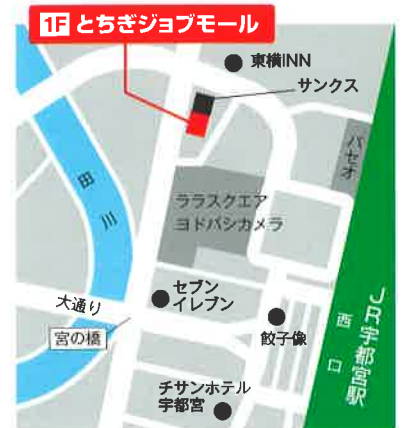 1F とちぎジョブモール
東横INN
サンクス
パセオ
田川
ララスクエア
ヨドバシカメラ
セブン
イレブン
大通り
宮の橋
餃子像
JR宇都宮駅
西口
チサンホテル
宇都宮